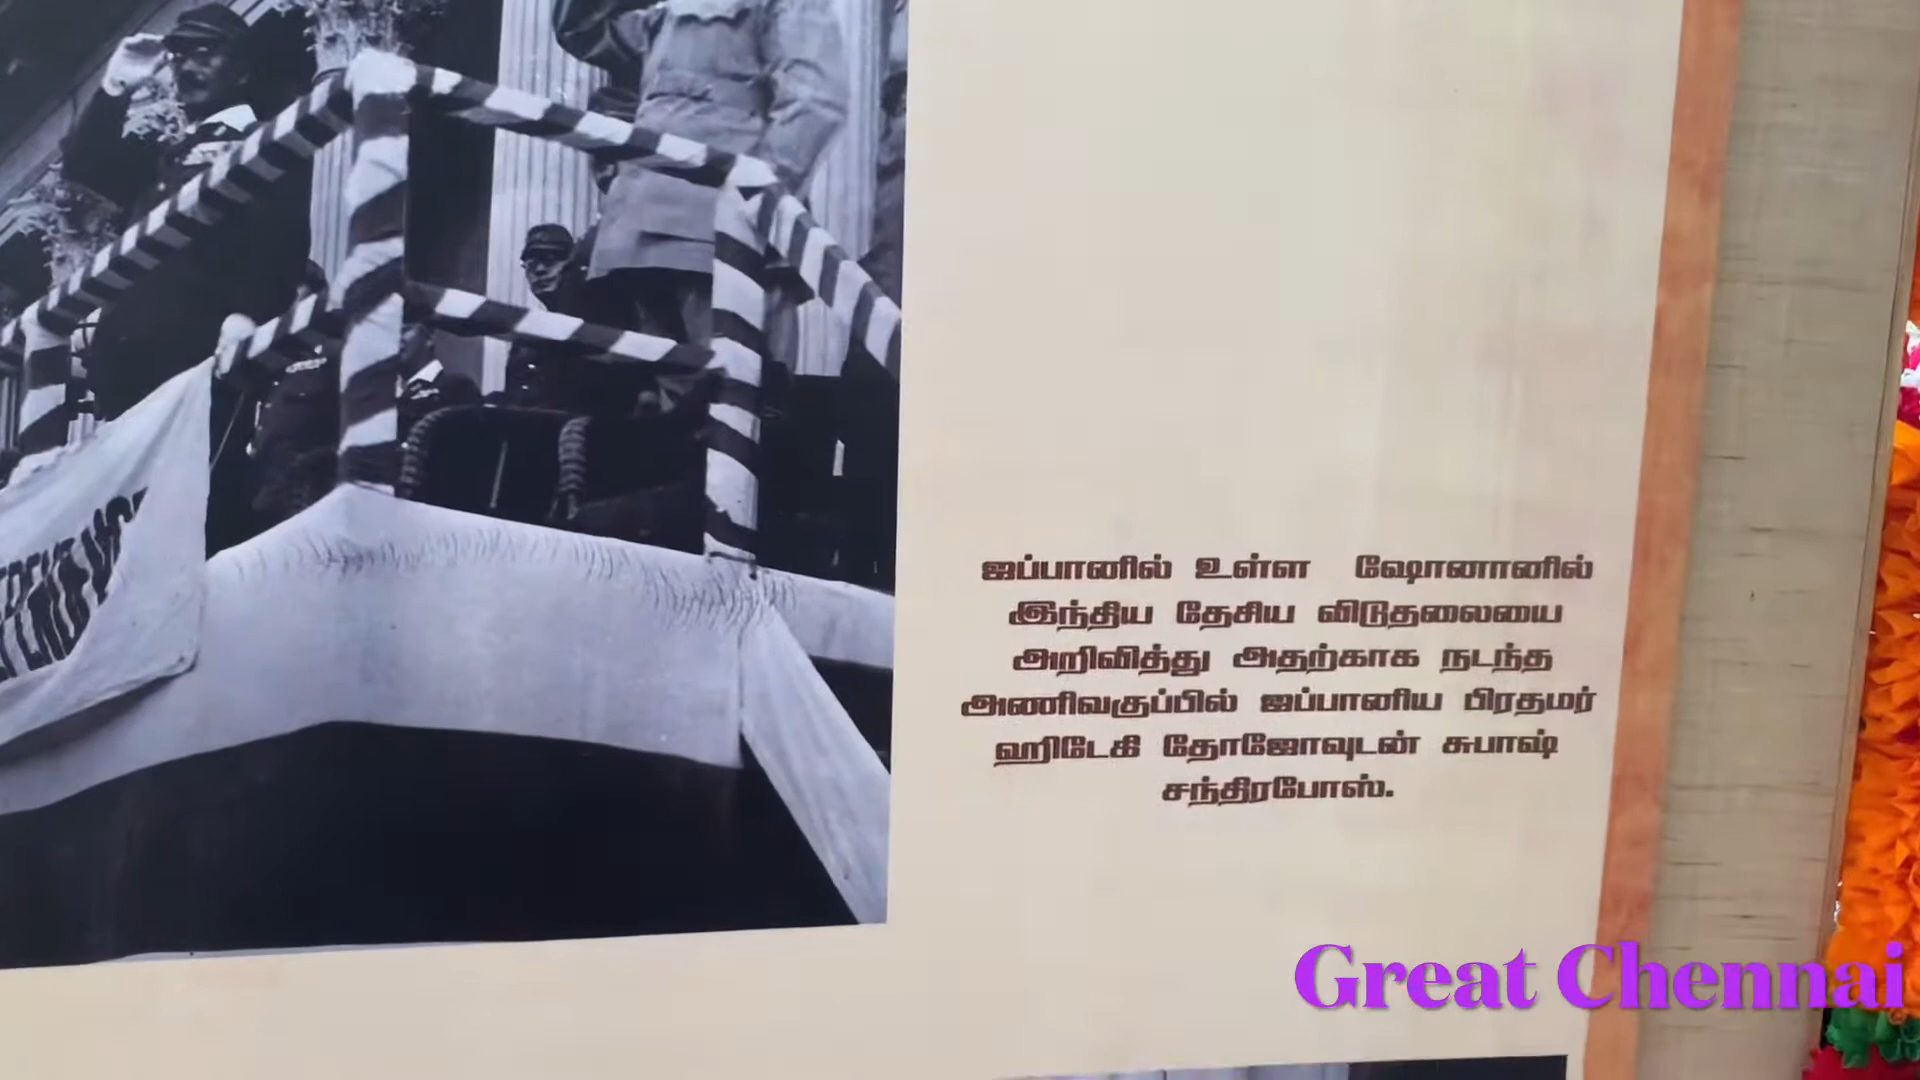 ஜப்பானில் உள்ள ஷோனானில்
இந்திய தேசிய விடுதலையை
அறிவித்து அதற்காக நடந்த
அணிவகுப்பில் ஜப்பானிய பிரதமர்
ஹிடேகி தோஜோவுடன் சுபாஷ்
சந்திரபோஸ்.
Great Chennai